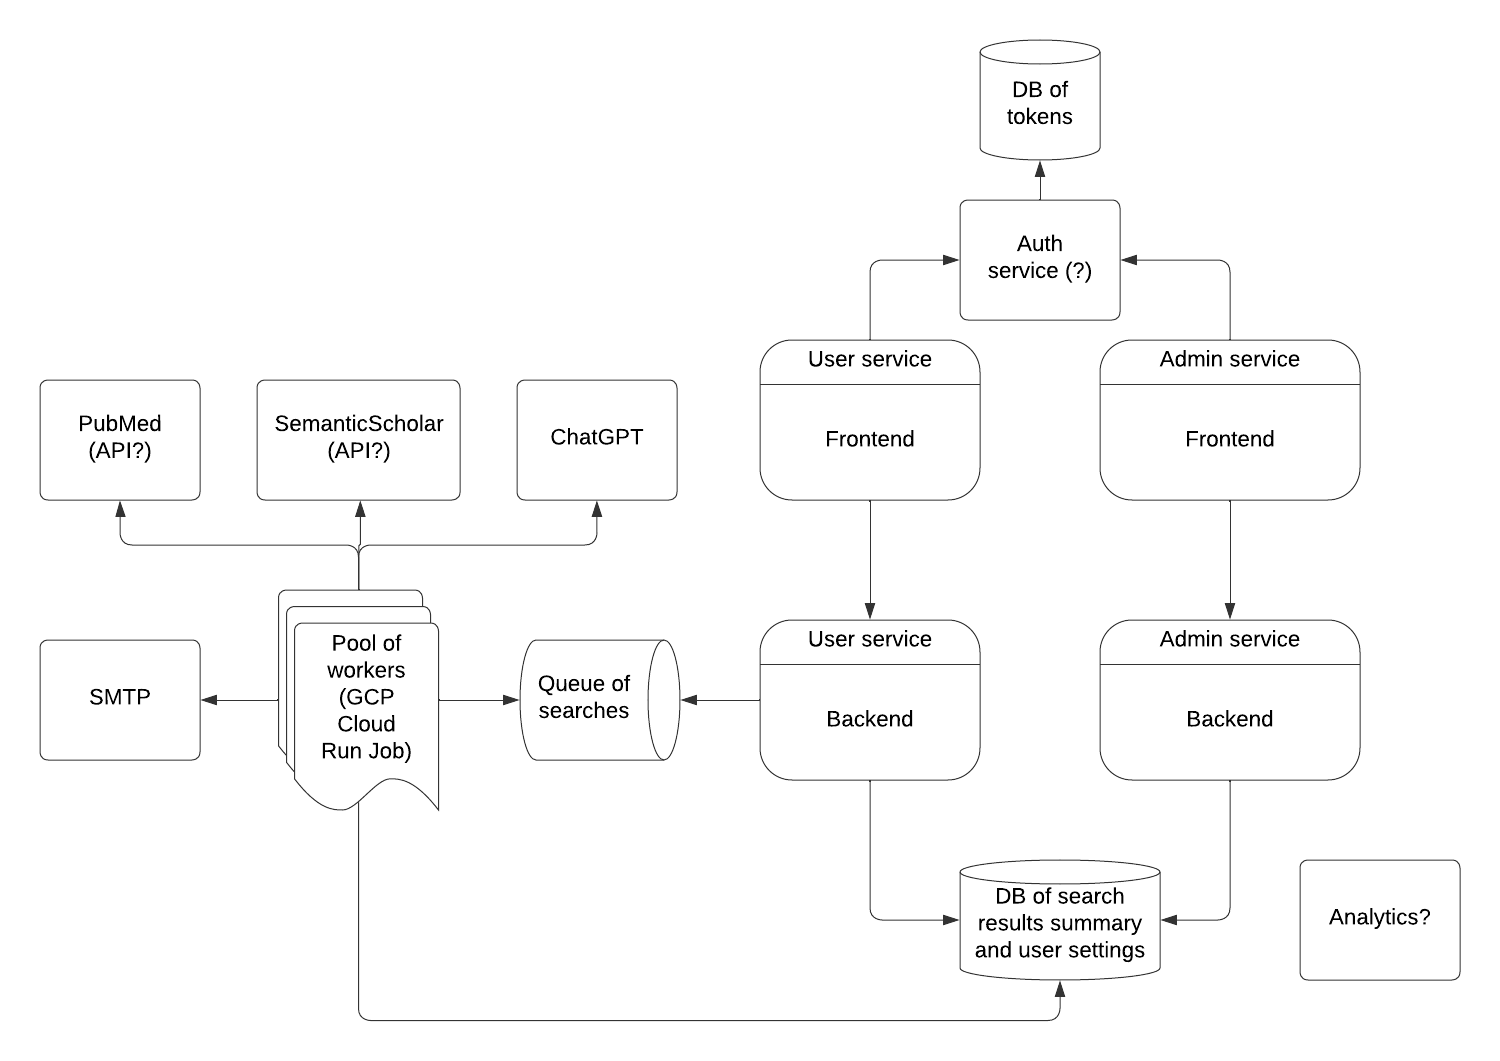 DB of
tokens
Auth
service (?)
User service
Frontend
Admin service
Frontend
PubMed
(API?)
SemanticScholar
(API?)
ChatGPT
SMTP
Pool of
workers
(GCP
Cloud
Run Job)
Queue of
searches
User service
Backend
Admin service
Backend
DB of search
results summary
and user settings
Analytics?